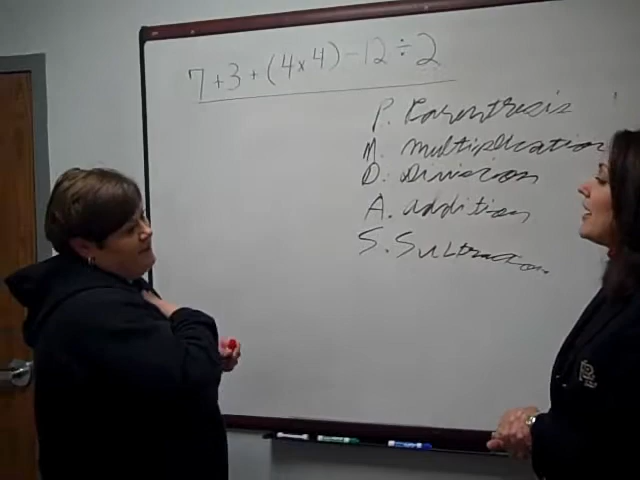 7 + 3 + (4 × 4) - 12 ÷ 2
P. Parenthesis
M. multiplication
D. Division
A. addition
S. Subtraction